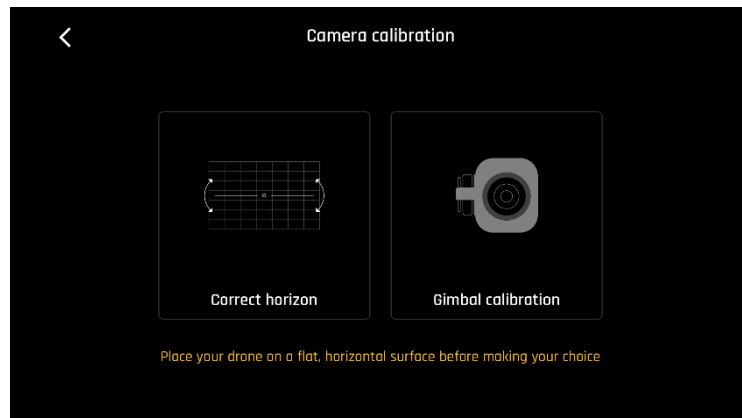 Camera calibration
Correct horizon
Gimbal calibration
Place your drone on a flat, horizontal surface before making your choice